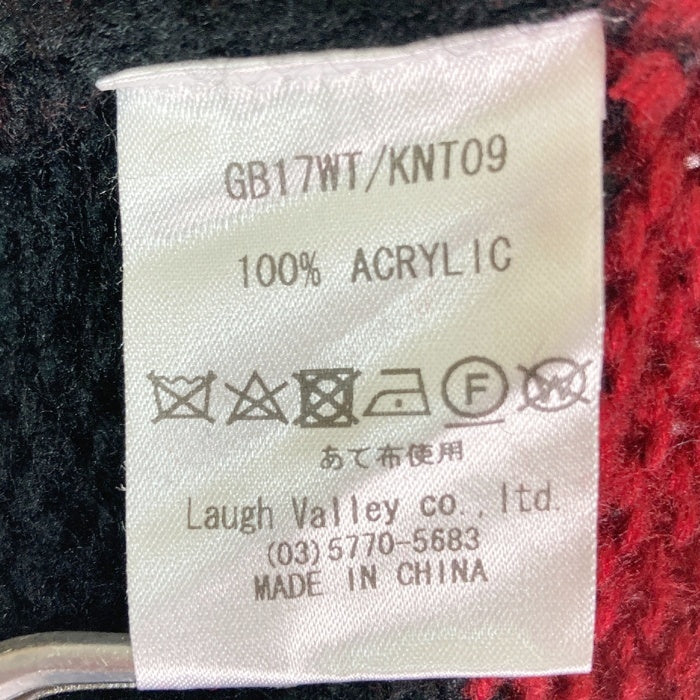 GB17WT/KNT09
100% ACRYLIC
F W
あて布使用
Laugh Valley co.,ltd.
(03)5770-5683
MADE IN CHINA